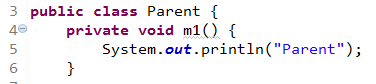 3 public class Parent {
4 private void m1() {
5 System.out.println("Parent");
6 }